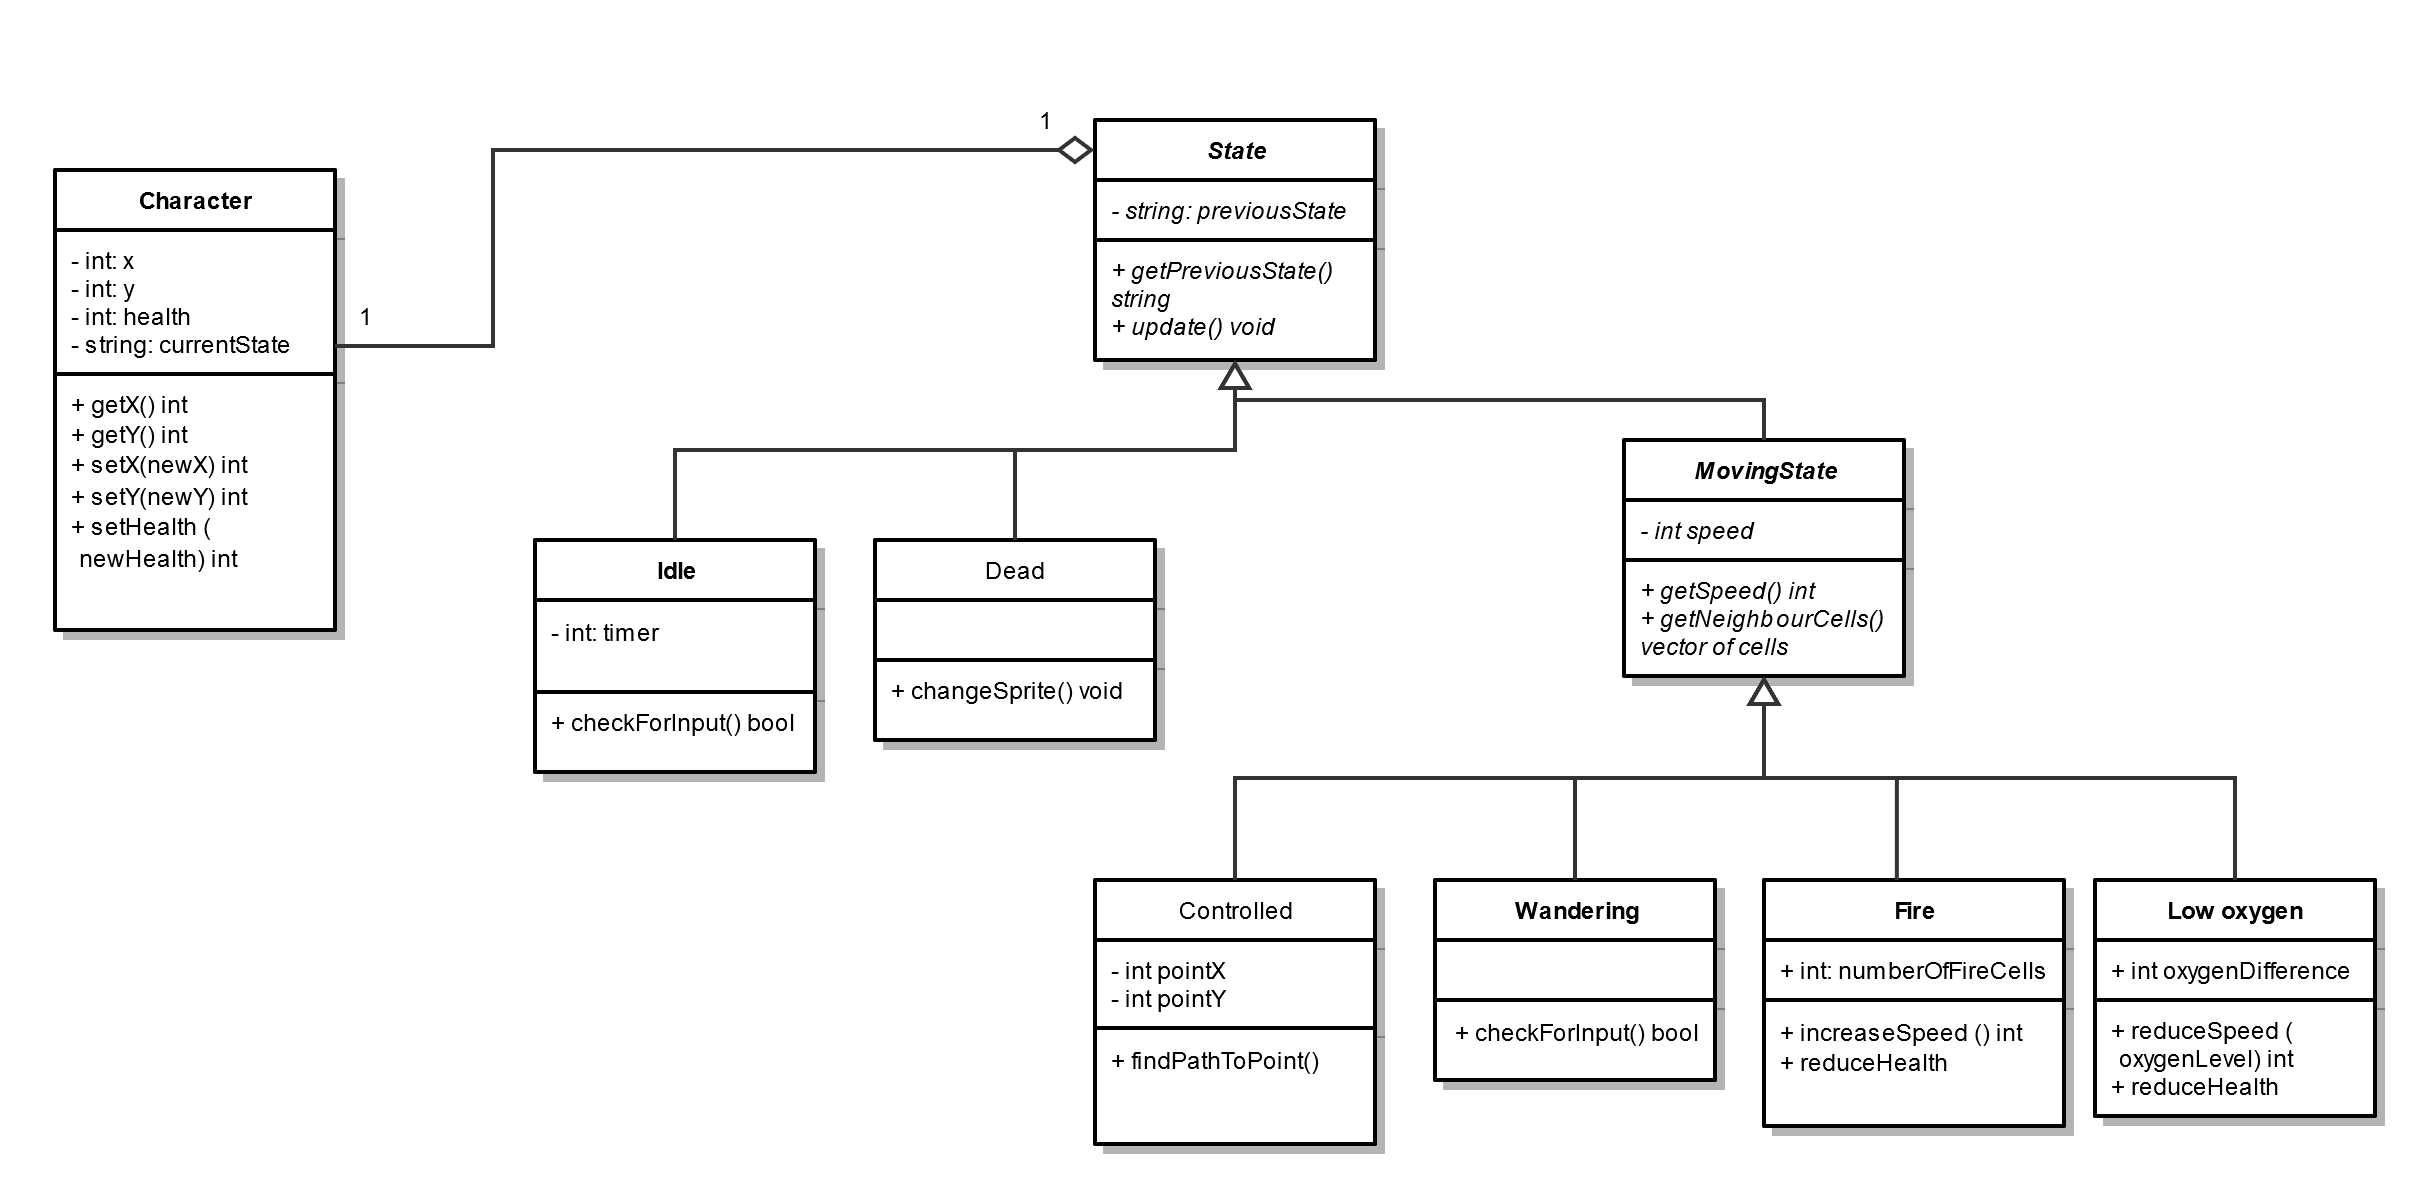 1
State
- string: previousState
+ getPreviousState()
string
+ update() void
Character
- int: x
- int: y
- int: health
- string: currentState
1
+ getX() int
+ getY() int
+ setX(newX) int
+ setY(newY) int
+ setHealth (
newHealth) int
MovingState
- int speed
+ getSpeed() int
+ getNeighbourCells()
vector of cells
Idle
- int: timer
+ checkForInput() bool
Dead
+ changeSprite() void
Controlled
- int pointX
- int pointY
+ findPathToPoint()
Wandering
+ checkForInput() bool
Fire
+ int: numberOfFireCells
+ increaseSpeed () int
+ reduceHealth
Low oxygen
+ int oxygenDifference
+ reduceSpeed (
oxygenLevel) int
+ reduceHealth